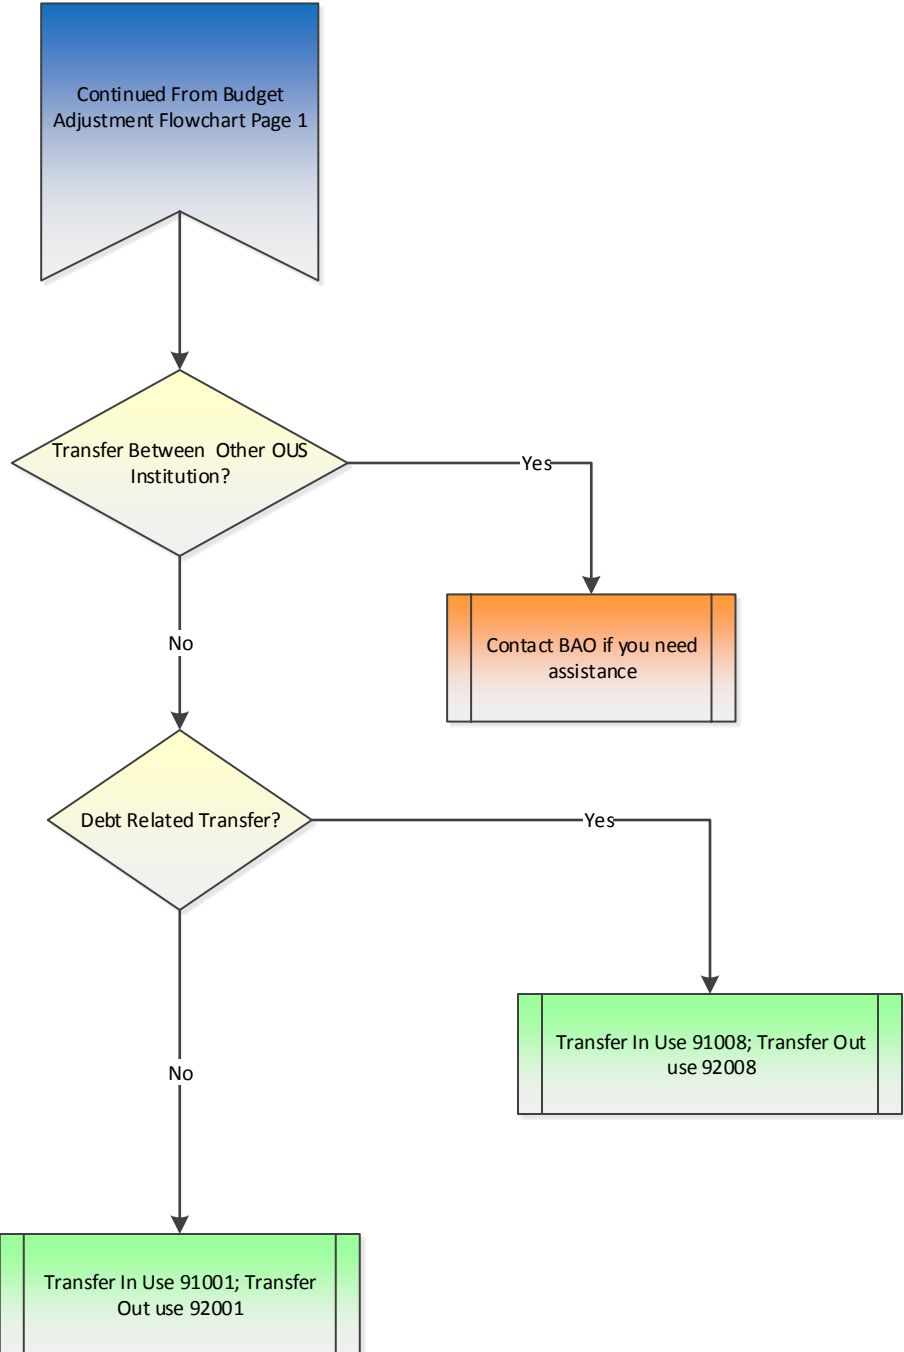 Continued From Budget
Adjustment Flowchart Page 1
Transfer Between  Other OUS
Institution?
Yes
Contact BAO if you need
assistance
No
Debt Related Transfer?
Yes
Transfer In Use 91008; Transfer Out
use 92008
No
Transfer In Use 91001; Transfer
Out use 92001